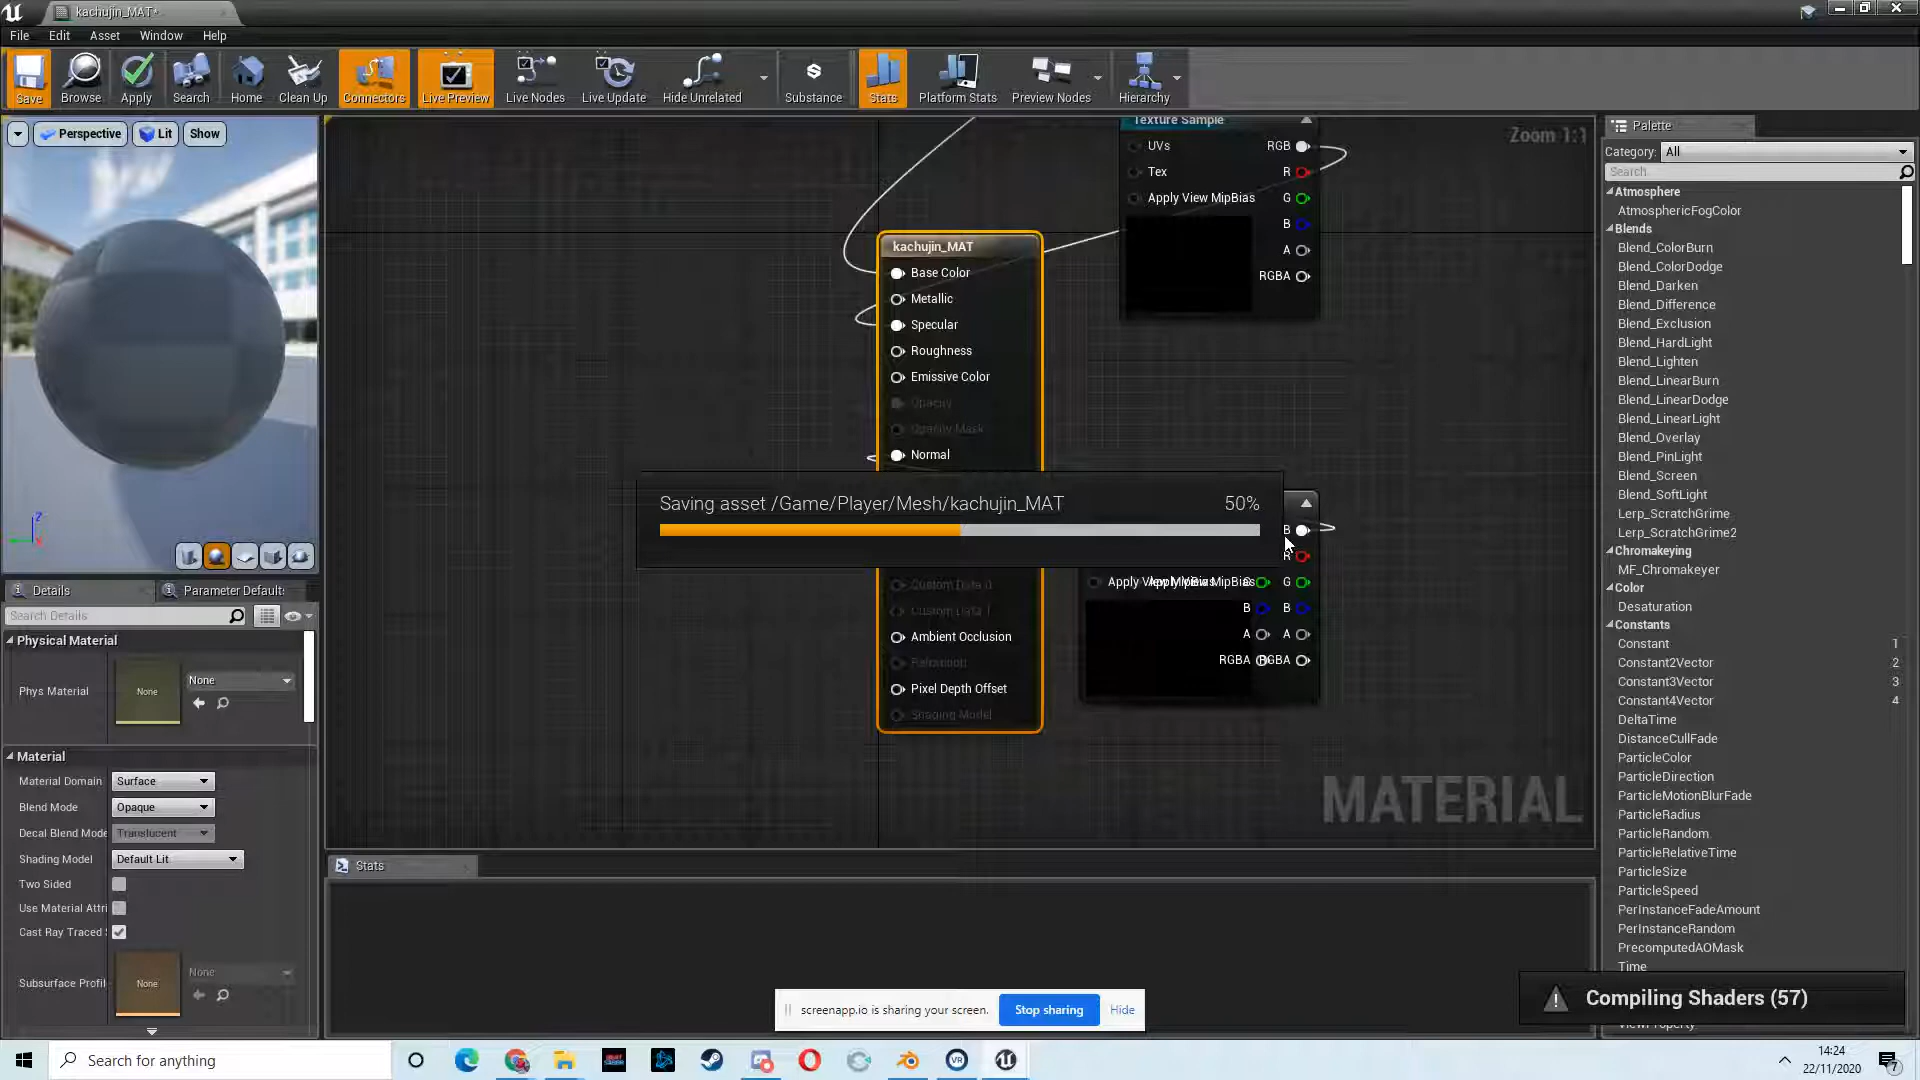 kachujin_MAT*
File Edit Asset Window Help
Save Browse Apply Search Home Clean Up Connectors Live Preview Live Nodes Live Update Hide Unrelated Substance Stats Platform Stats Preview Nodes Hierarchy
Perspective Lit Show
Zoom 1:1
Texture Sample
UVs RGB
Tex R
Apply View MipBias G
B
A
RGBA
kachujin_MAT
Base Color
Metallic
Specular
Roughness
Emissive Color
Opacity
Opacity Mask
Normal
Saving asset /Game/Player/Mesh/kachujin_MAT 50%
B
R
Apply View MipBias G G
Custom Data 0
Custom Data 1
B B
A A
RGBA RGBA
Ambient Occlusion
Refraction
Pixel Depth Offset
Shading Model
MATERIAL
Stats
Details Parameter Defaults
Search Details
Physical Material
Phys Material None None
Material
Material Domain Surface
Blend Mode Opaque
Decal Blend Mode Translucent
Shading Model Default Lit
Two Sided
Use Material Attri
Cast Ray Traced S
Subsurface Profil None None
Palette
Category: All
Search
Atmosphere
AtmosphericFogColor
Blends
Blend_ColorBurn
Blend_ColorDodge
Blend_Darken
Blend_Difference
Blend_Exclusion
Blend_HardLight
Blend_Lighten
Blend_LinearBurn
Blend_LinearDodge
Blend_LinearLight
Blend_Overlay
Blend_PinLight
Blend_Screen
Blend_SoftLight
Lerp_ScratchGrime
Lerp_ScratchGrime2
Chromakeying
MF_Chromakeyer
Color
Desaturation
Constants
Constant 1
Constant2Vector 2
Constant3Vector 3
Constant4Vector 4
DeltaTime
DistanceCullFade
ParticleColor
ParticleDirection
ParticleMotionBlurFade
ParticleRadius
ParticleRandom
ParticleRelativeTime
ParticleSize
ParticleSpeed
PerInstanceFadeAmount
PerInstanceRandom
PrecomputedAOMask
Time
ViewProperty
Compiling Shaders (57)
screenapp.io is sharing your screen. Stop sharing Hide
Search for anything
14:24
22/11/2020
7